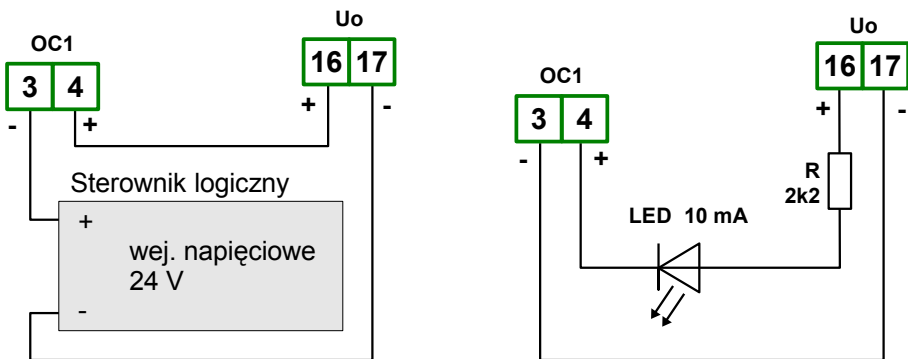 Uo
OC1
16 17
3 4
+ -
- +
Sterownik logiczny
+
wej. napięciowe
24 V
-
Uo
16 17
OC1
+ -
3 4
- +
R
2k2
LED 10 mA